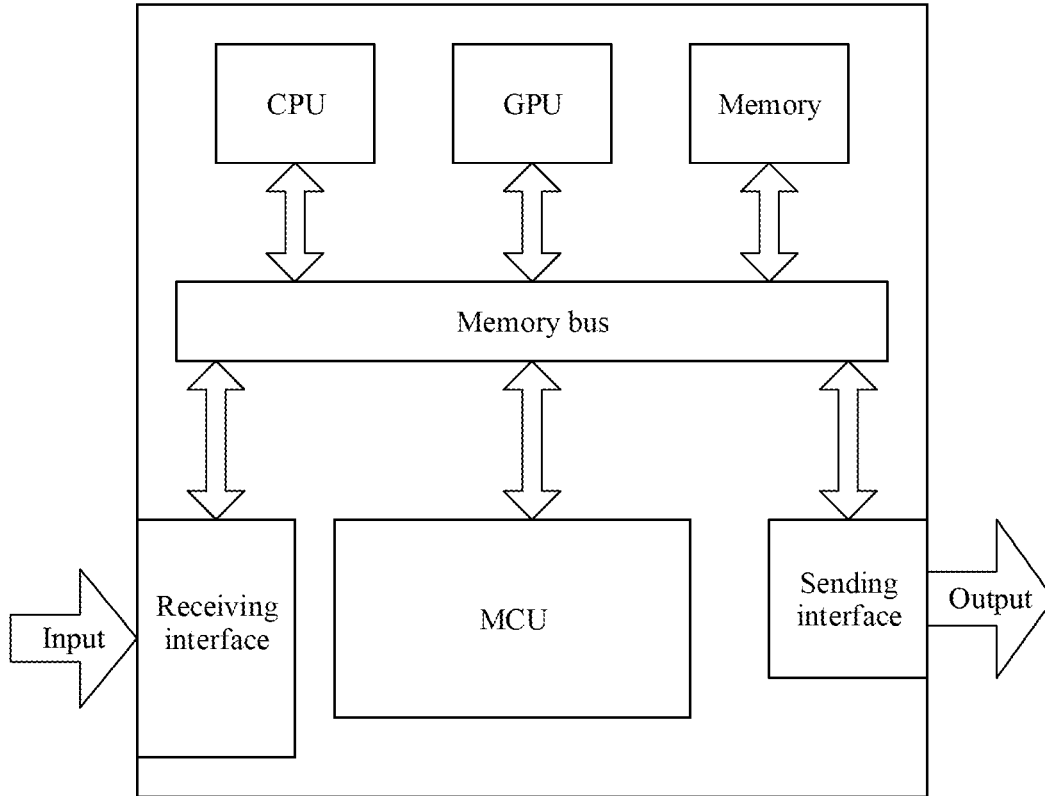 CPU
GPU
Memory
Memory bus
Receiving
interface
MCU
Sending
interface
Input
Output